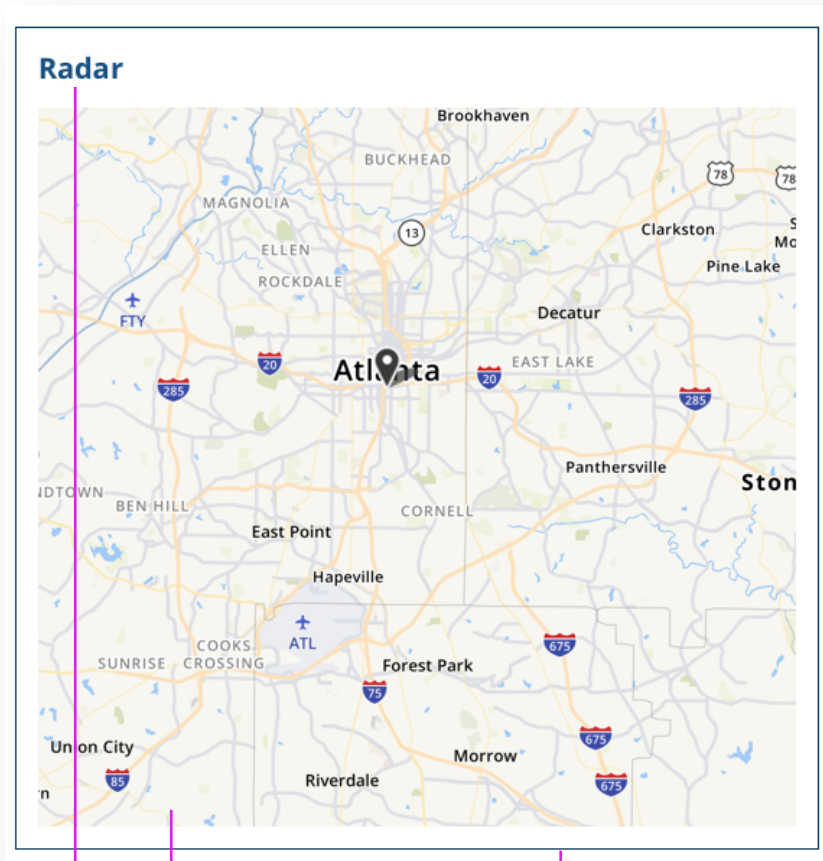 Radar
Brookhaven
BUCKHEAD
78
78
MAGNOLIA
13
Clarkston
ELLEN
Pine Lake
ROCKDALE
FTY
Decatur
20
Atlanta
EAST LAKE
20
285
285
Panthersville
Ston
NDTOWN
BEN HILL
CORNELL
East Point
Hapeville
ATL
COOKS
CROSSING
675
SUNRISE
Forest Park
75
675
Union City
Morrow
85
Riverdale
675